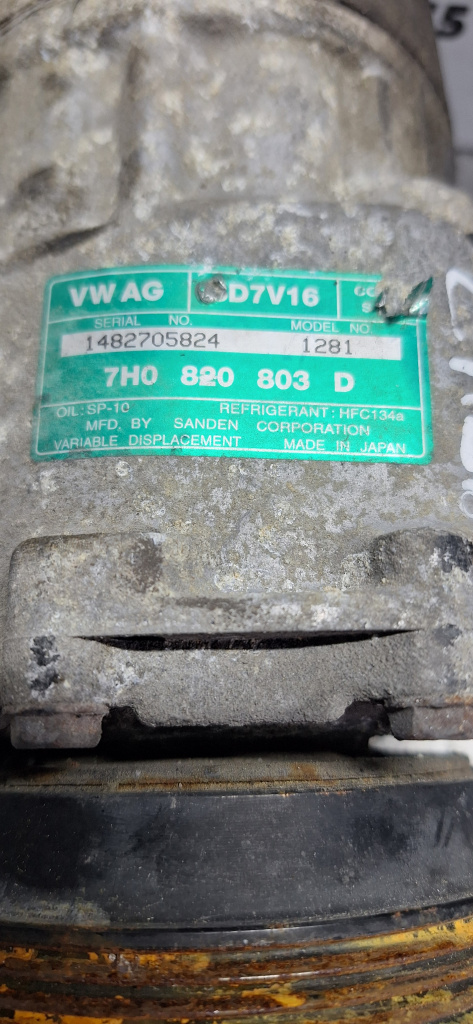 VW AG D7V16
SERIAL NO. MODEL NO.
1482705824 1281
7H0 820 803 D
OIL: SP-10 REFRIGERANT: HFC134a
MFD. BY SANDEN CORPORATION
VARIABLE DISPLACEMENT MADE IN JAPAN